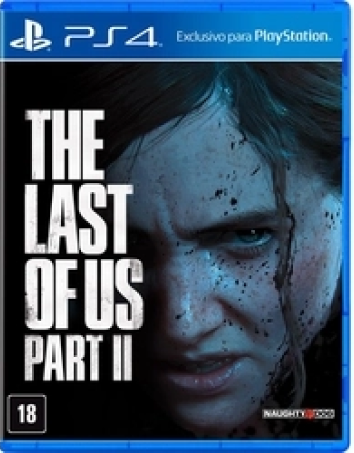 PS4
Exclusivo para PlayStation®
THE
LAST
OF US
PART II
18
NAUGHTY DOG